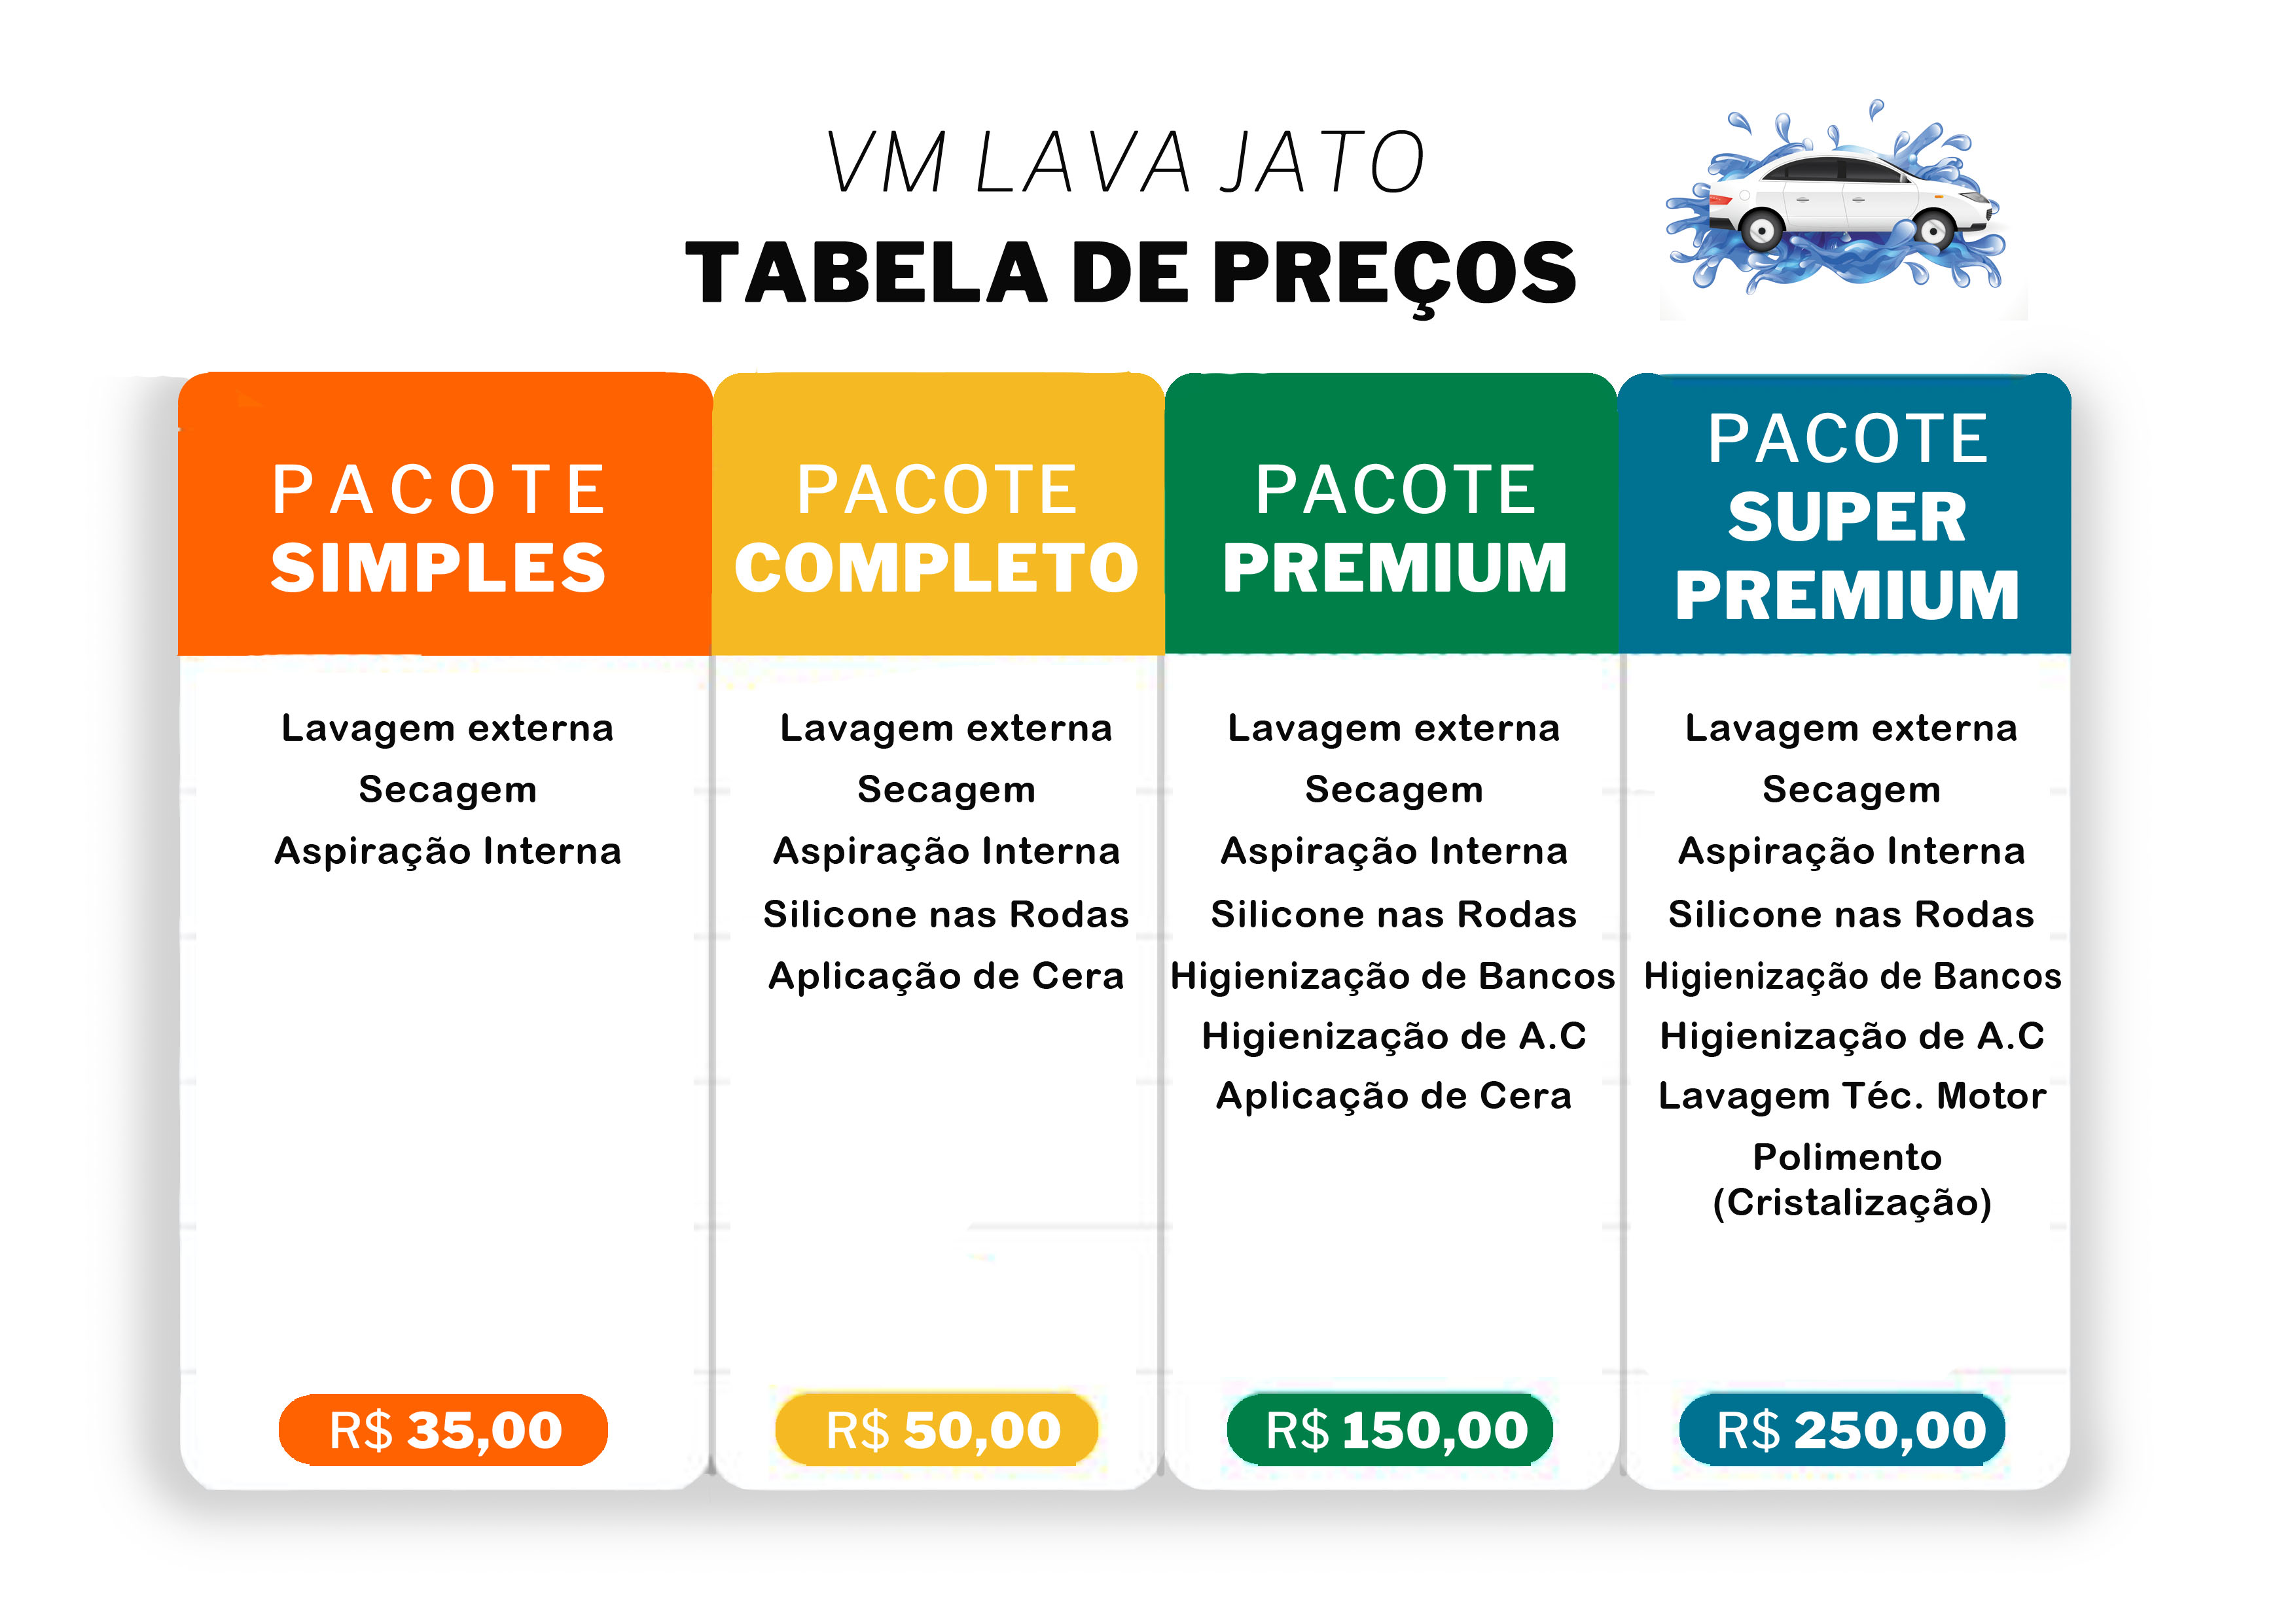 VM LAVA JATO
TABELA DE PREÇOS
PACOTE
SIMPLES
Lavagem externa
Secagem
Aspiração Interna
R$ 35,00
PACOTE
COMPLETO
Lavagem externa
Secagem
Aspiração Interna
Silicone nas Rodas
Aplicação de Cera
R$ 50,00
PACOTE
PREMIUM
Lavagem externa
Secagem
Aspiração Interna
Silicone nas Rodas
Higienização de Bancos
Higienização de A.C
Aplicação de Cera
R$ 150,00
PACOTE
SUPER
PREMIUM
Lavagem externa
Secagem
Aspiração Interna
Silicone nas Rodas
Higienização de Bancos
Higienização de A.C
Lavagem Téc. Motor
Polimento
(Cristalização)
R$ 250,00